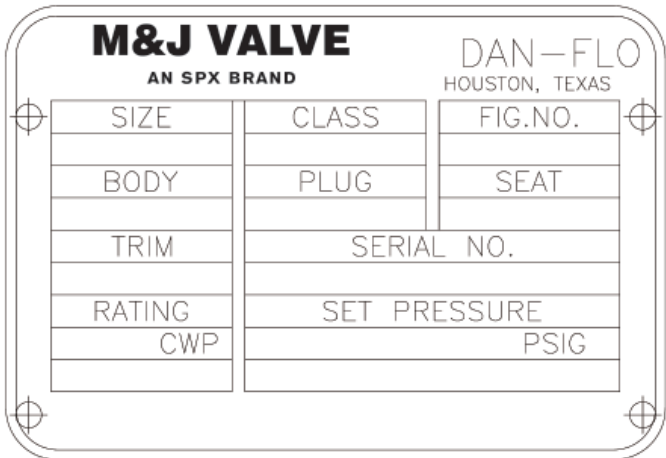 M&J VALVE
AN SPX BRAND
DAN-FLO
HOUSTON, TEXAS
SIZE CLASS FIG.NO.
BODY PLUG SEAT
TRIM SERIAL NO.
RATING SET PRESSURE
CWP PSIG